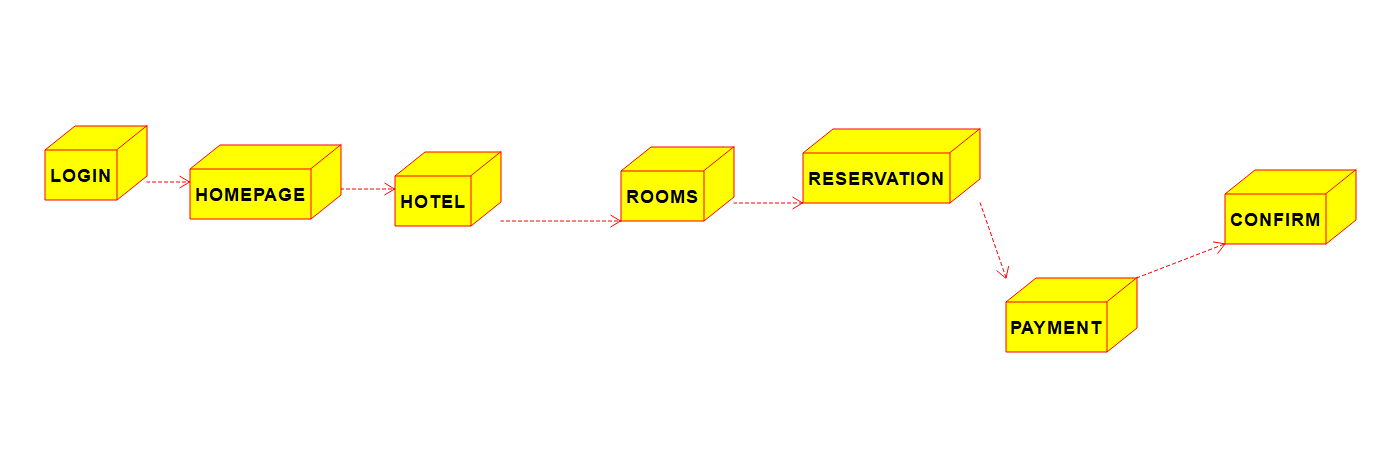 LOGIN
HOMEPAGE
HOTEL
ROOMS
RESERVATION
PAYMENT
CONFIRM